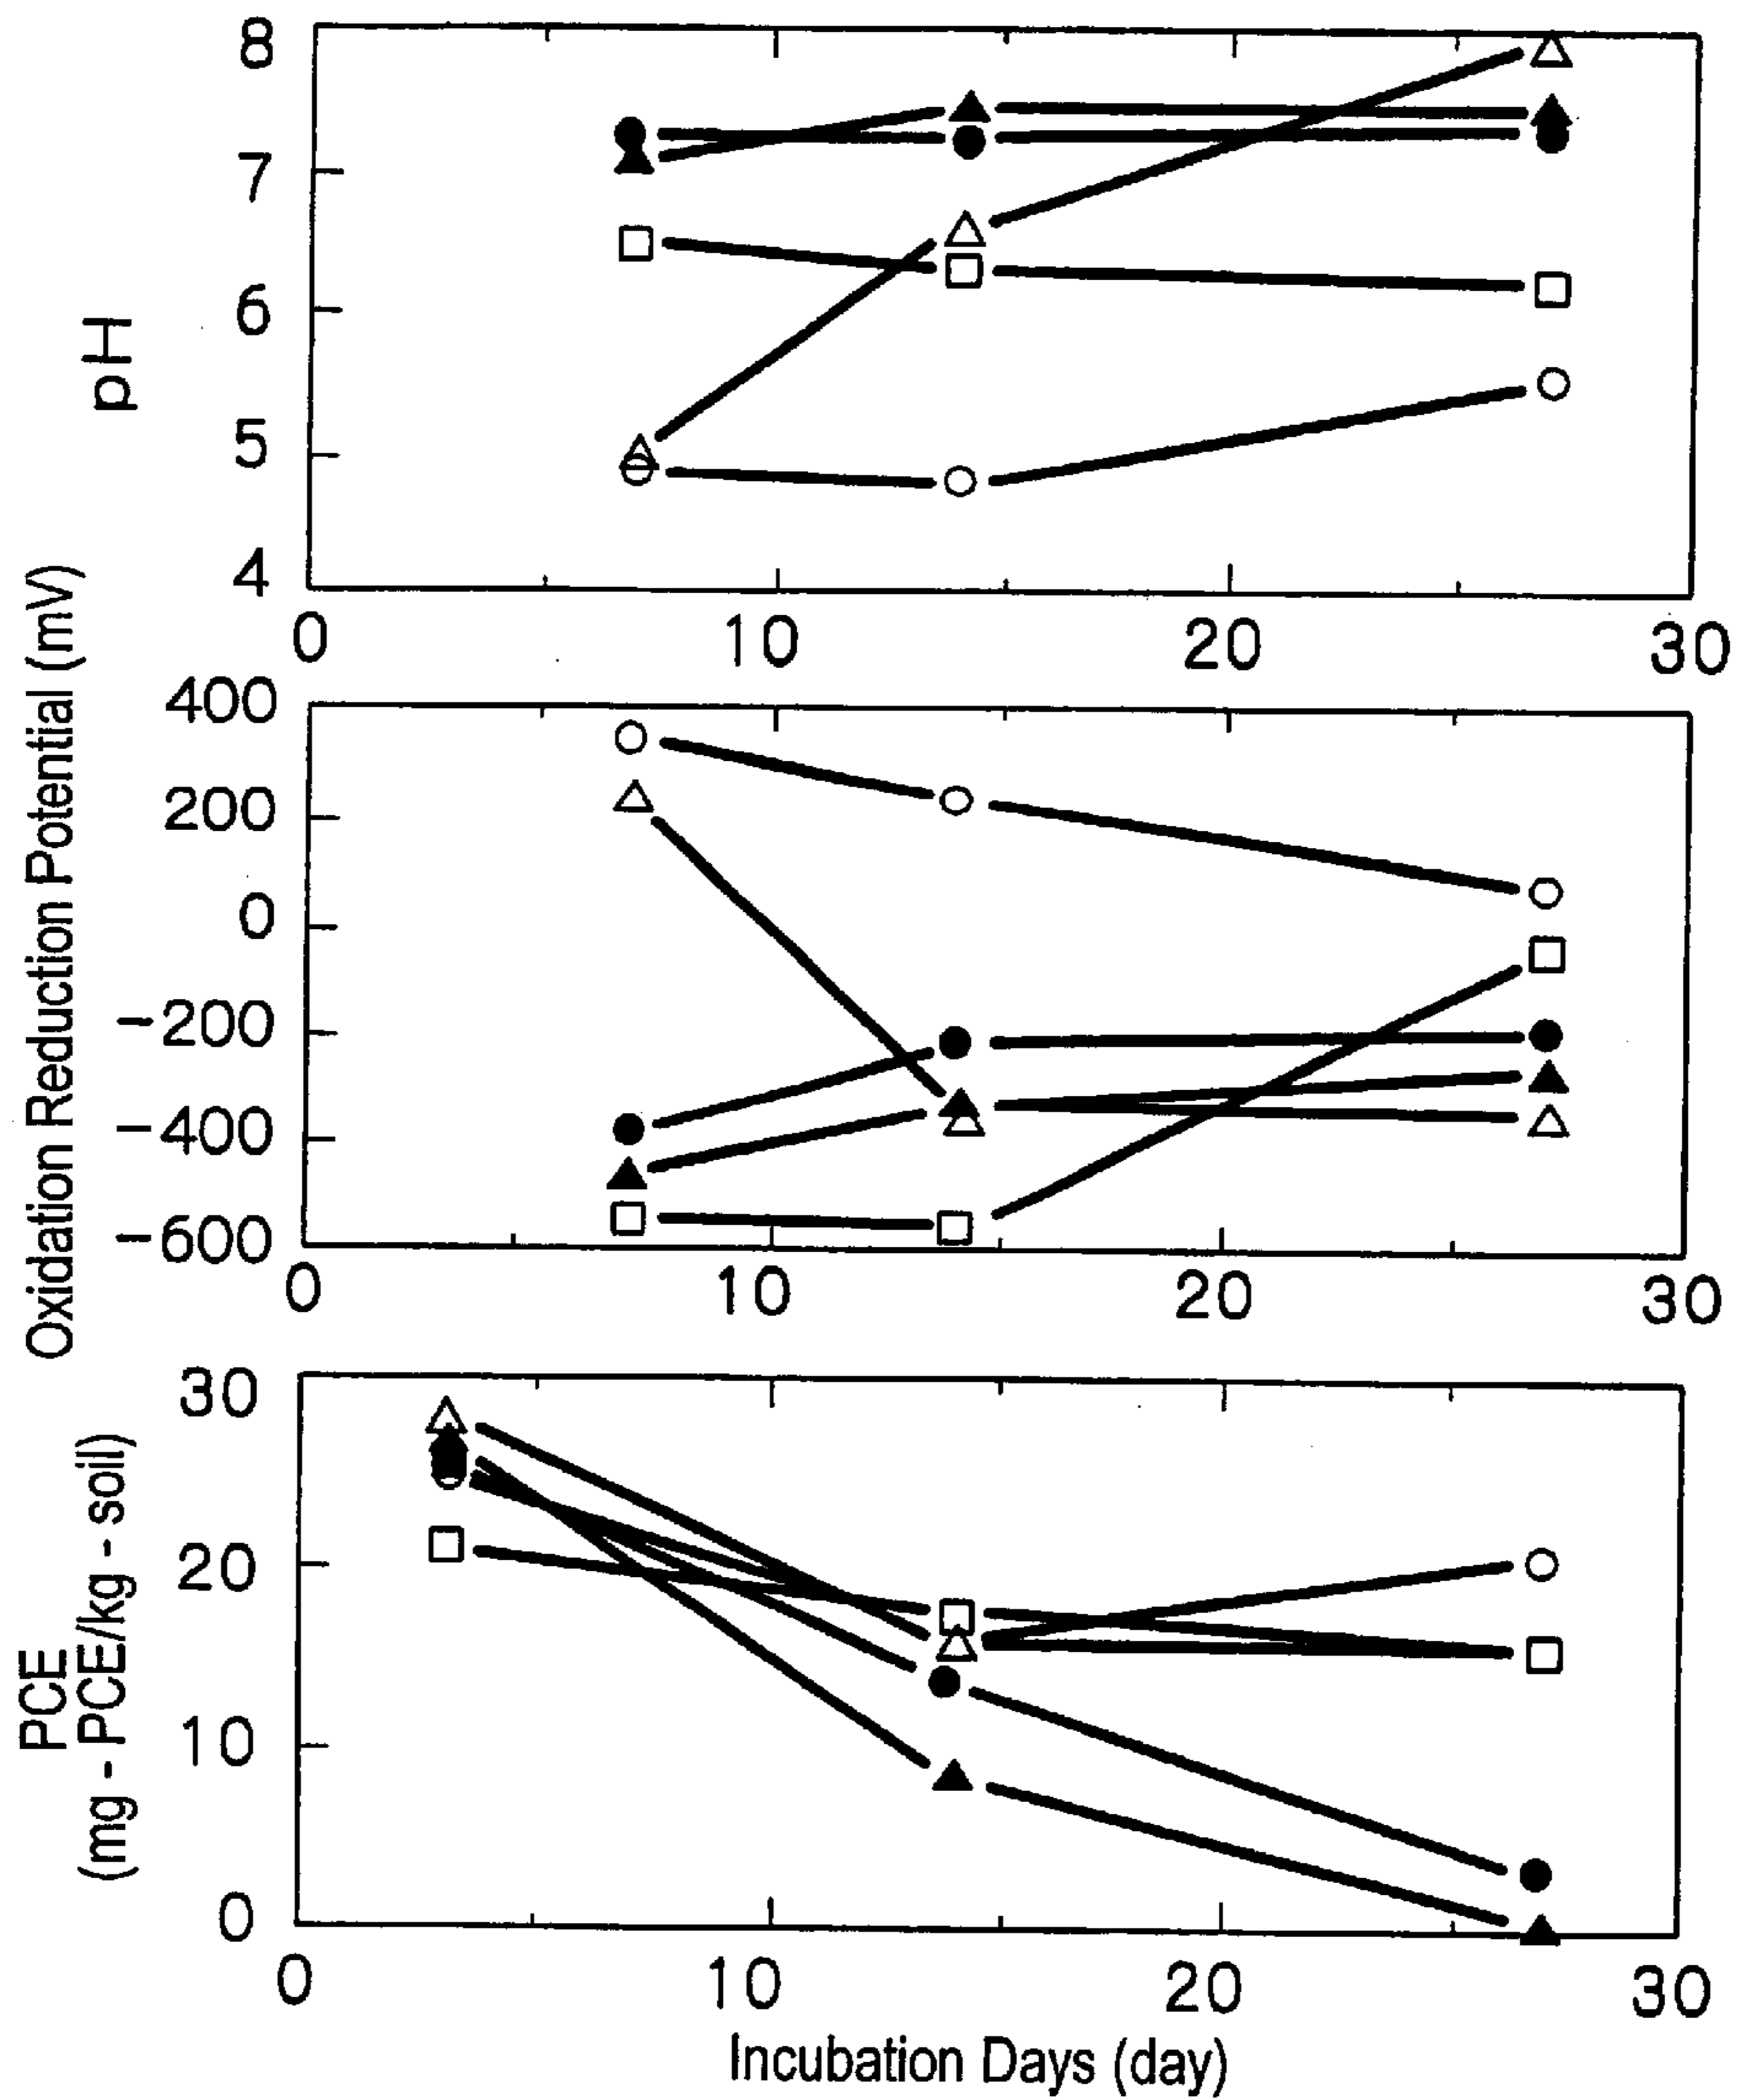 8
7
6
5
4
pH
0 10 20 30
Oxidation Reduction Potential (mV)
400
200
0
-200
-400
-600
0 10 20 30
PCE
(mg - PCE/kg - soil)
30
20
10
0
0 10 20 30
Incubation Days (day)